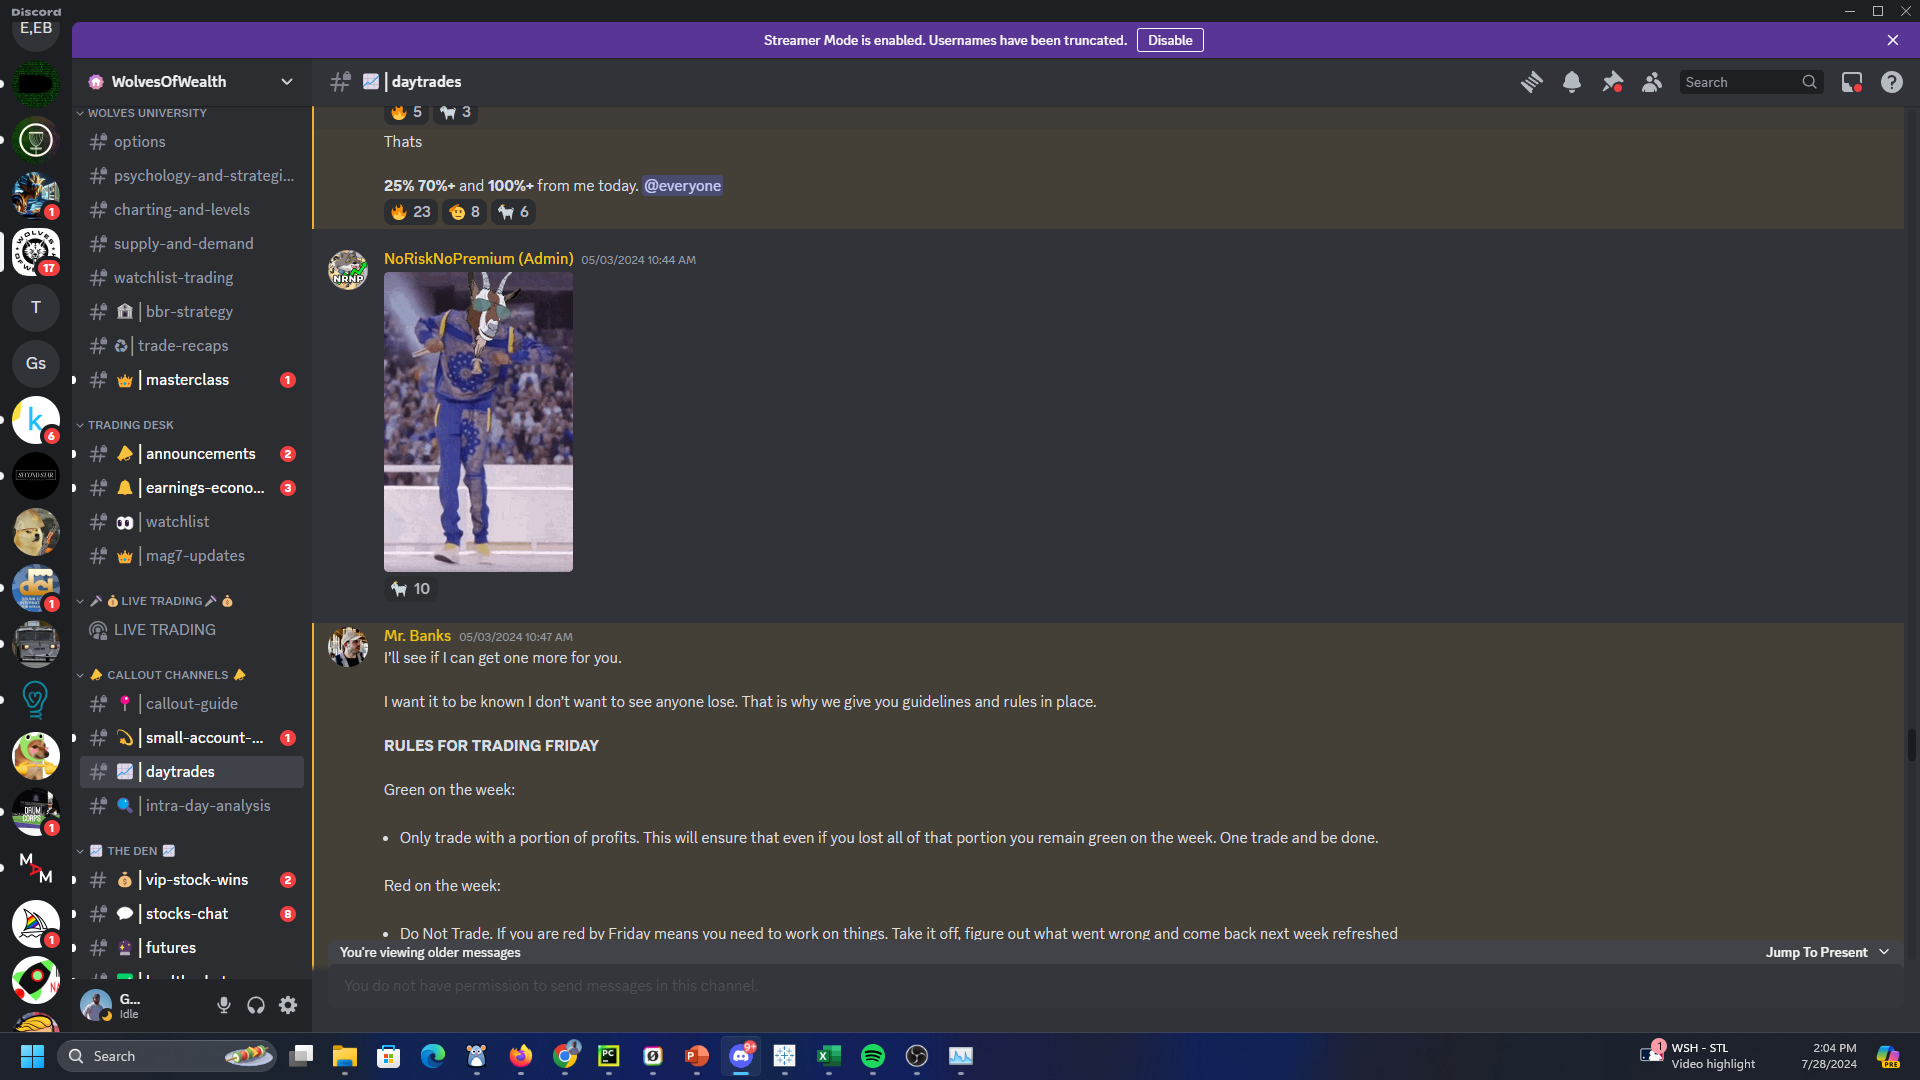 Discord
E,EB
Streamer Mode is enabled. Usernames have been truncated.
Disable
WolvesOfWealth
| daytrades
Search
WOLVES UNIVERSITY
options
psychology-and-strategi...
charting-and-levels
supply-and-demand
watchlist-trading
| bbr-strategy
| trade-recaps
| masterclass
1
TRADING DESK
| announcements
2
| earnings-econo...
3
| watchlist
| mag7-updates
LIVE TRADING
LIVE TRADING
CALLOUT CHANNELS
| callout-guide
| small-account-...
1
| daytrades
| intra-day-analysis
THE DEN
| vip-stock-wins
2
| stocks-chat
8
| futures
1
WOLVES
17
T
Gs
k
6
SECOND STAR
dci
1
DRUM
CORPS
1
M
A
M
1
G...
Idle
5
3
Thats
25% 70%+ and 100%+ from me today. @everyone
23
8
6
NRNP
NoRiskNoPremium (Admin) 05/03/2024 10:44 AM
10
Mr. Banks 05/03/2024 10:47 AM
I'll see if I can get one more for you.
I want it to be known I don't want to see anyone lose. That is why we give you guidelines and rules in place.
RULES FOR TRADING FRIDAY
Green on the week:
• Only trade with a portion of profits. This will ensure that even if you lost all of that portion you remain green on the week. One trade and be done.
Red on the week:
• Do Not Trade. If you are red by Friday means you need to work on things. Take it off, figure out what went wrong and come back next week refreshed
You're viewing older messages
Jump To Present
You do not have permission to send messages in this channel.
Search
PC
P
9+
X
1
WSH - STL
Video highlight
2:04 PM
7/28/2024
PRE